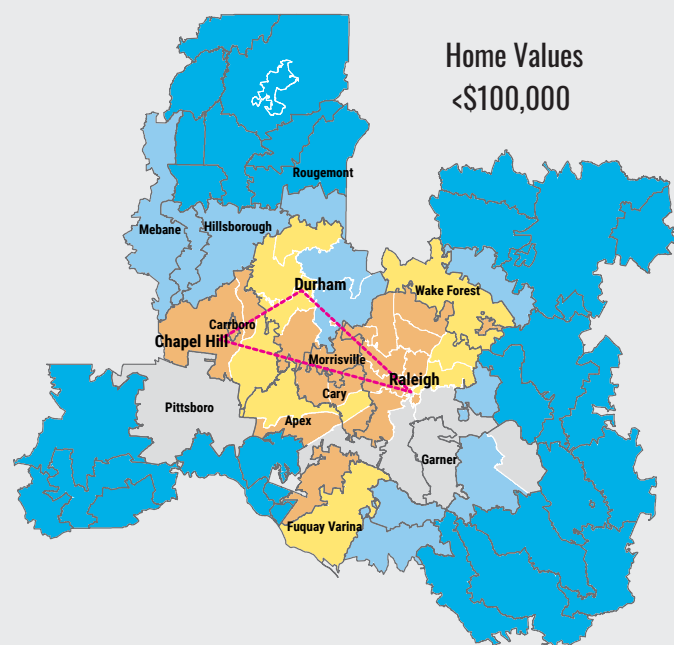 Home Values
<$100,000
Rougemont
Mebane
Hillsborough
Durham
Wake Forest
Carrboro
Chapel Hill
Morrisville
Raleigh
Cary
Pittsboro
Apex
Garner
Fuquay Varina